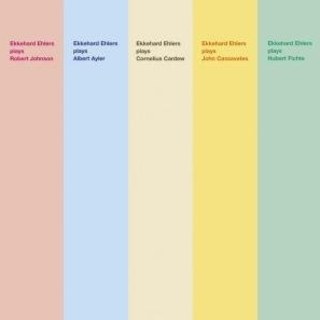 Ekkehard Ehlers
plays
Robert Johnson
Ekkehard Ehlers
plays
Albert Ayler
Ekkehard Ehlers
plays
Cornelius Cardew
Ekkehard Ehlers
plays
John Cassavetes
Ekkehard Ehlers
plays
Hubert Fichte